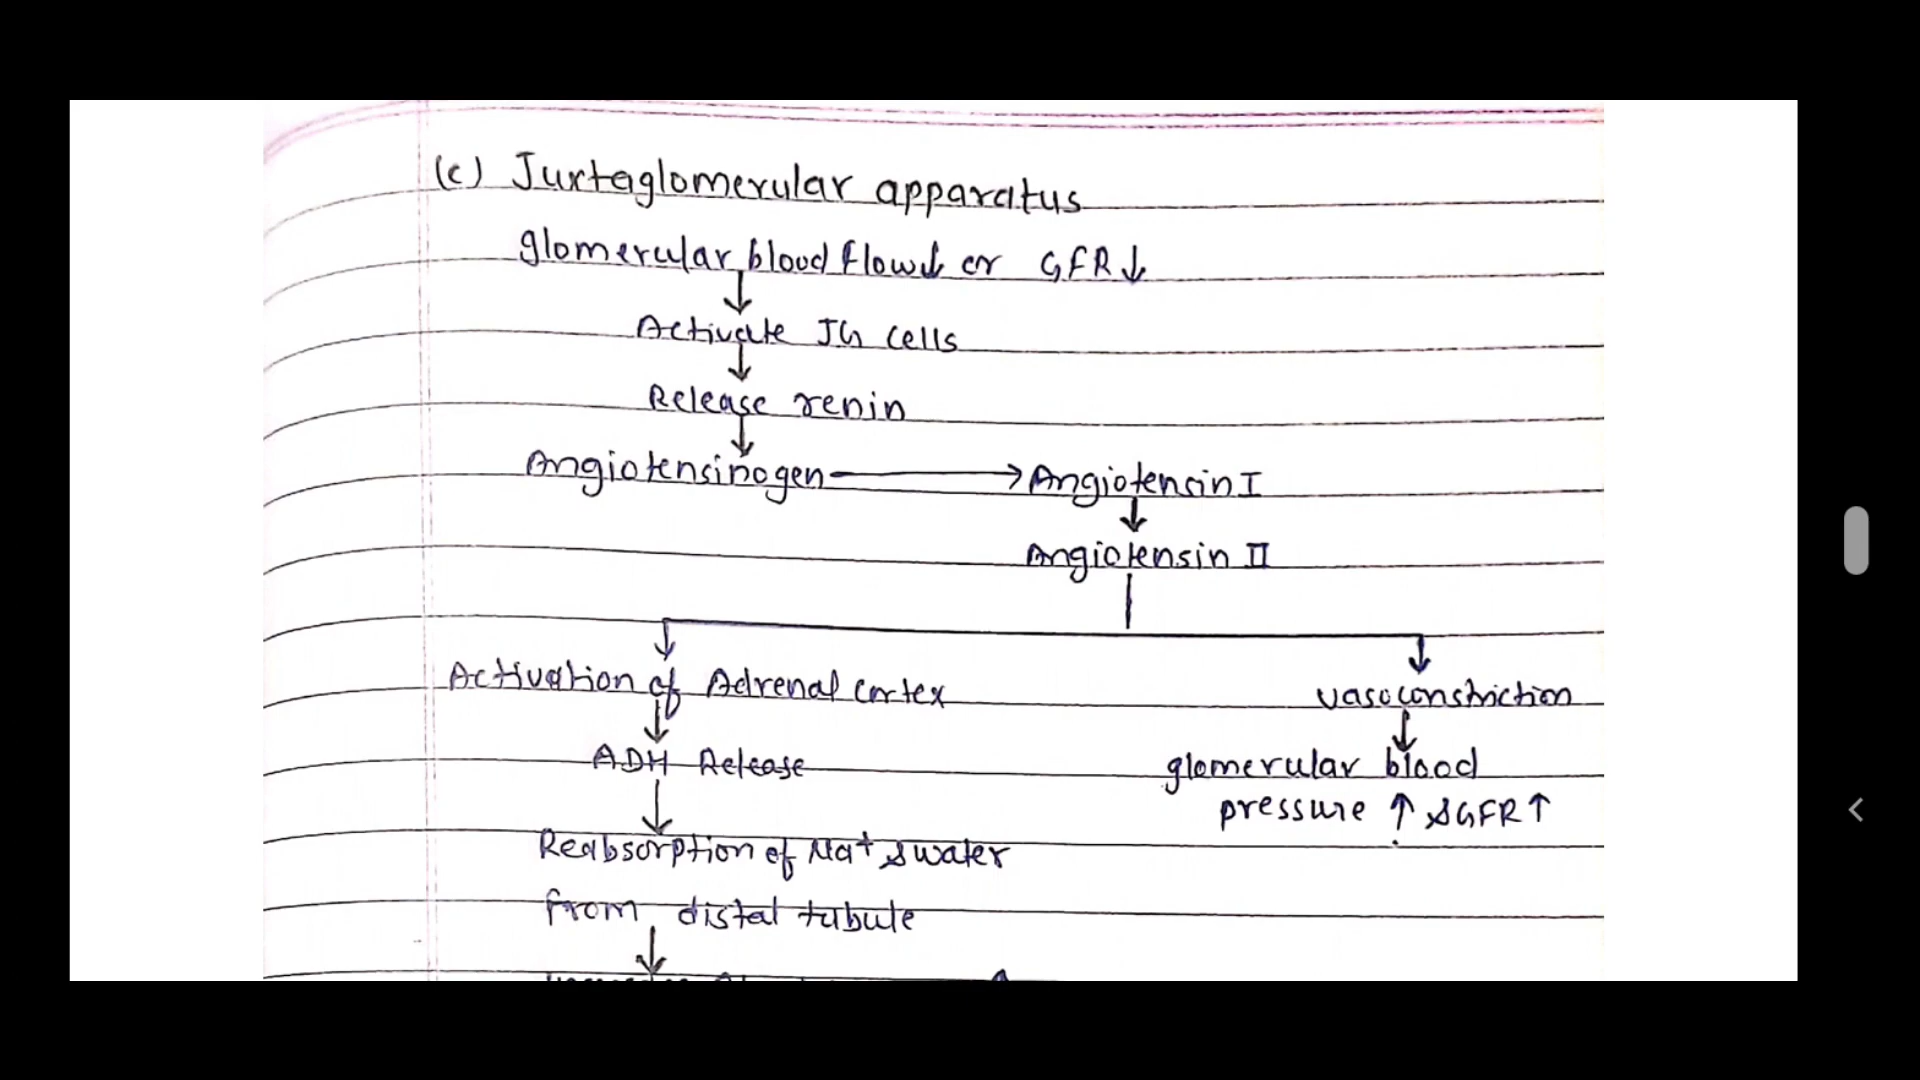 (c) Juxtaglomerular apparatus
glomerular blood flow↓ or GFR↓
↓
Activate JG cells
↓
Release renin
↓
Angiotensinogen → Angiotensin I
↓
Angiotensin II
↓ ↓
Activation of Adrenal cortex vasoconstriction
↓ ↓
ADH Release glomerular blood
↓ pressure ↑ & GFR↑
Reabsorption of Na+ & water
from distal tubule
↓